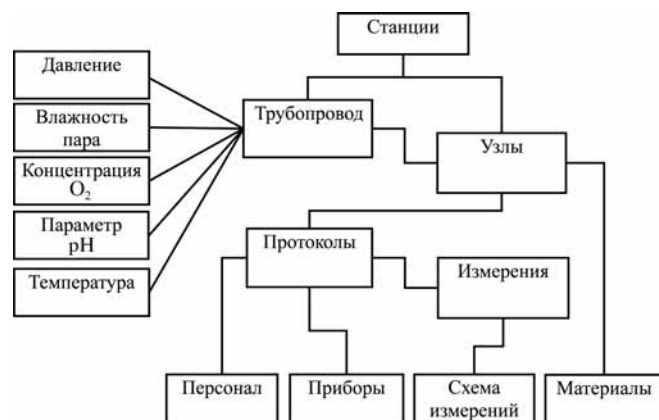 Станции
Давление
Трубопровод
Влажность
пара
Узлы
Концентрация
O₂
Параметр
pH
Протоколы
Измерения
Температура
Персонал
Приборы
Схема
измерений
Материалы